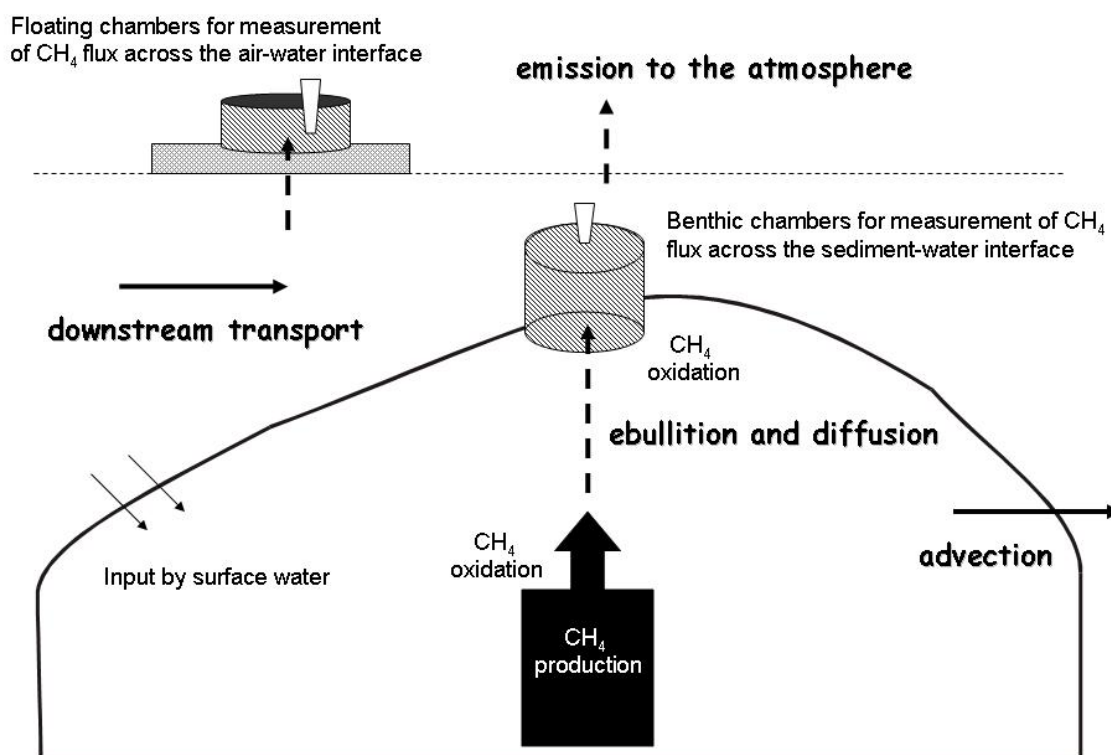 Floating chambers for measurement
of CH₄ flux across the air-water interface
emission to the atmosphere
Benthic chambers for measurement of CH₄
flux across the sediment-water interface
downstream transport
CH₄
oxidation
ebullition and diffusion
CH₄
oxidation
advection
Input by surface water
CH₄
production